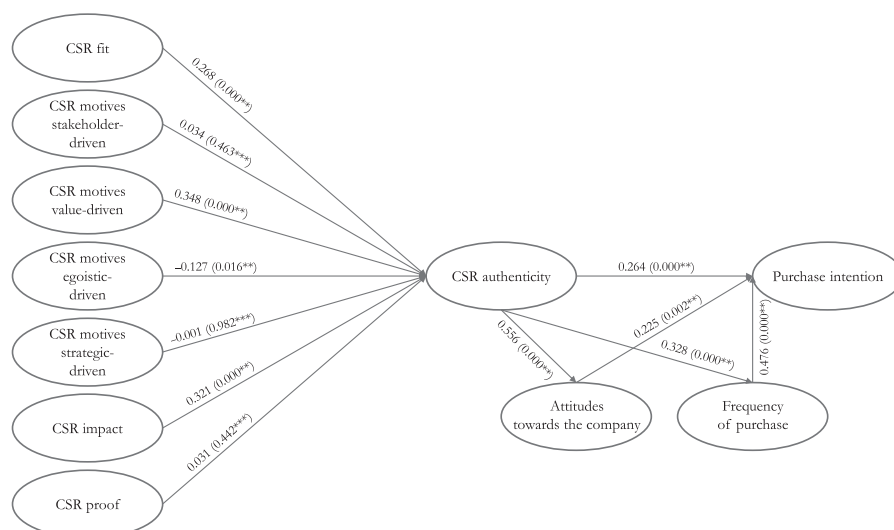 CSR fit
0.268 (0.000**)
CSR motives
stakeholder-
driven
0.034 (0.463***)
CSR motives
value-driven
0.348 (0.000**)
CSR motives
egoistic-
driven
–0.127 (0.016**)
CSR motives
strategic-
driven
–0.001 (0.982***)
CSR impact
0.321 (0.000**)
CSR proof
0.031 (0.442***)
CSR authenticity
0.264 (0.000**)
Purchase intention
0.556 (0.000**)
0.225 (0.002**)
0.328 (0.000**)
0.476 (0.000**)
Attitudes
towards the company
Frequency
of purchase